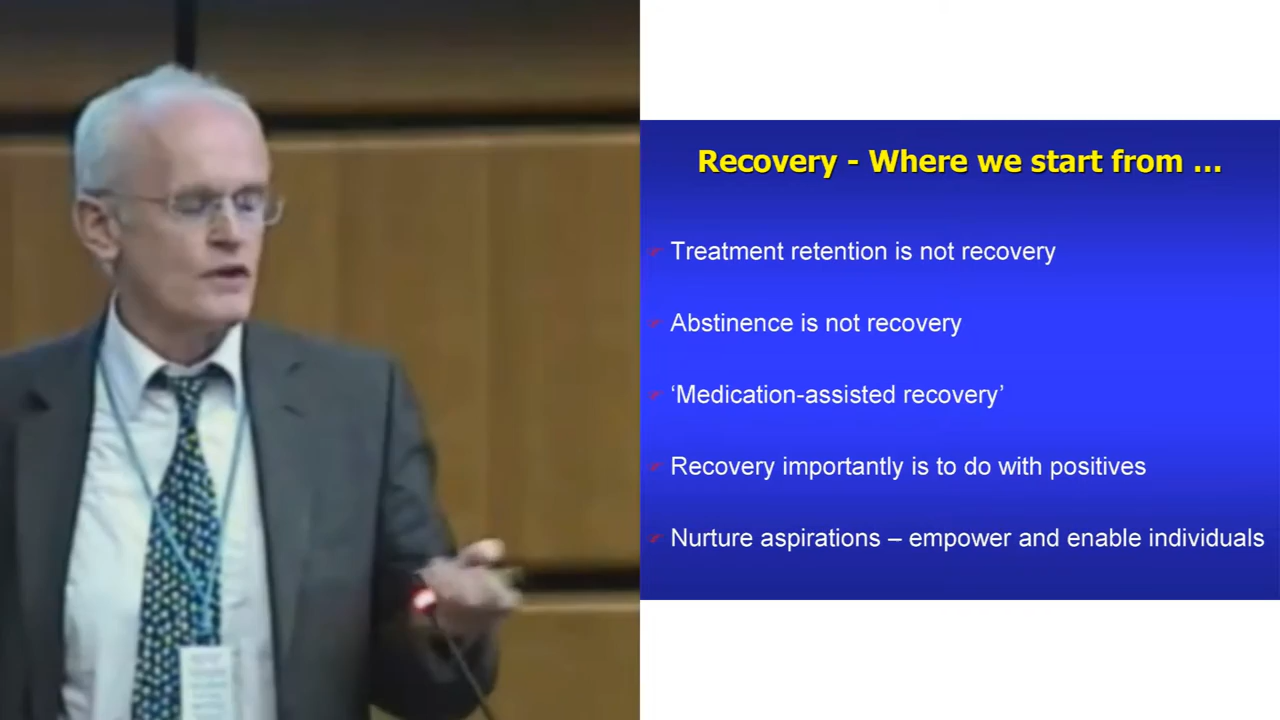 Recovery - Where we start from ...
Treatment retention is not recovery
Abstinence is not recovery
‘Medication-assisted recovery’
Recovery importantly is to do with positives
Nurture aspirations – empower and enable individuals